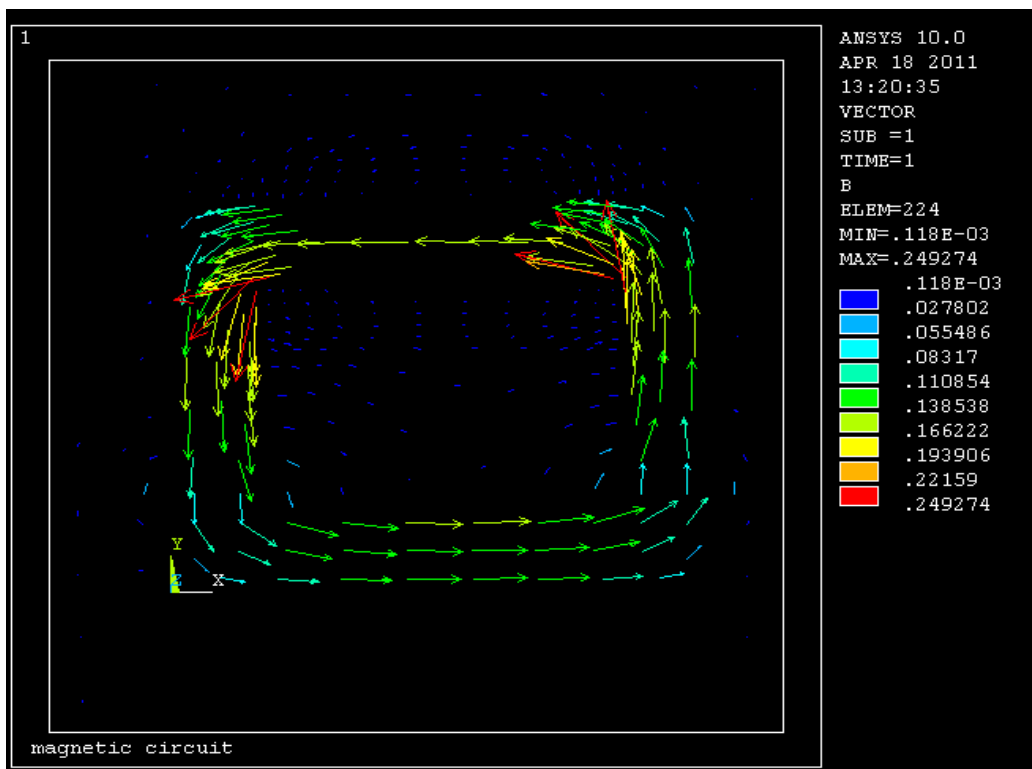 1
ANSYS 10.0
APR 18 2011
13:20:35
VECTOR
SUB =1
TIME=1
B
ELEM=224
MIN=.118E-03
MAX=.249274
.118E-03
.027802
.055486
.08317
.110854
.138538
.166222
.193906
.22159
.249274
Y
Z X
magnetic circuit